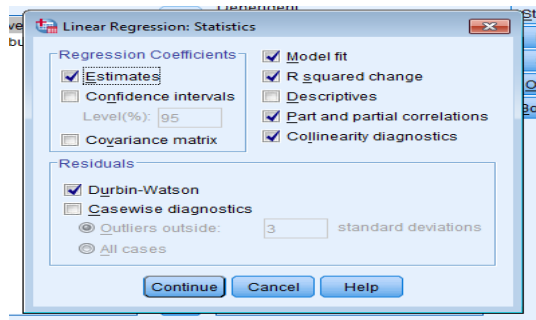 Dependent
Linear Regression: Statistics
Regression Coefficients
Estimates
Confidence intervals
Level(%): 95
Covariance matrix
Model fit
R squared change
Descriptives
Part and partial correlations
Collinearity diagnostics
Residuals
Durbin-Watson
Casewise diagnostics
Outliers outside: 3 standard deviations
All cases
Continue Cancel Help